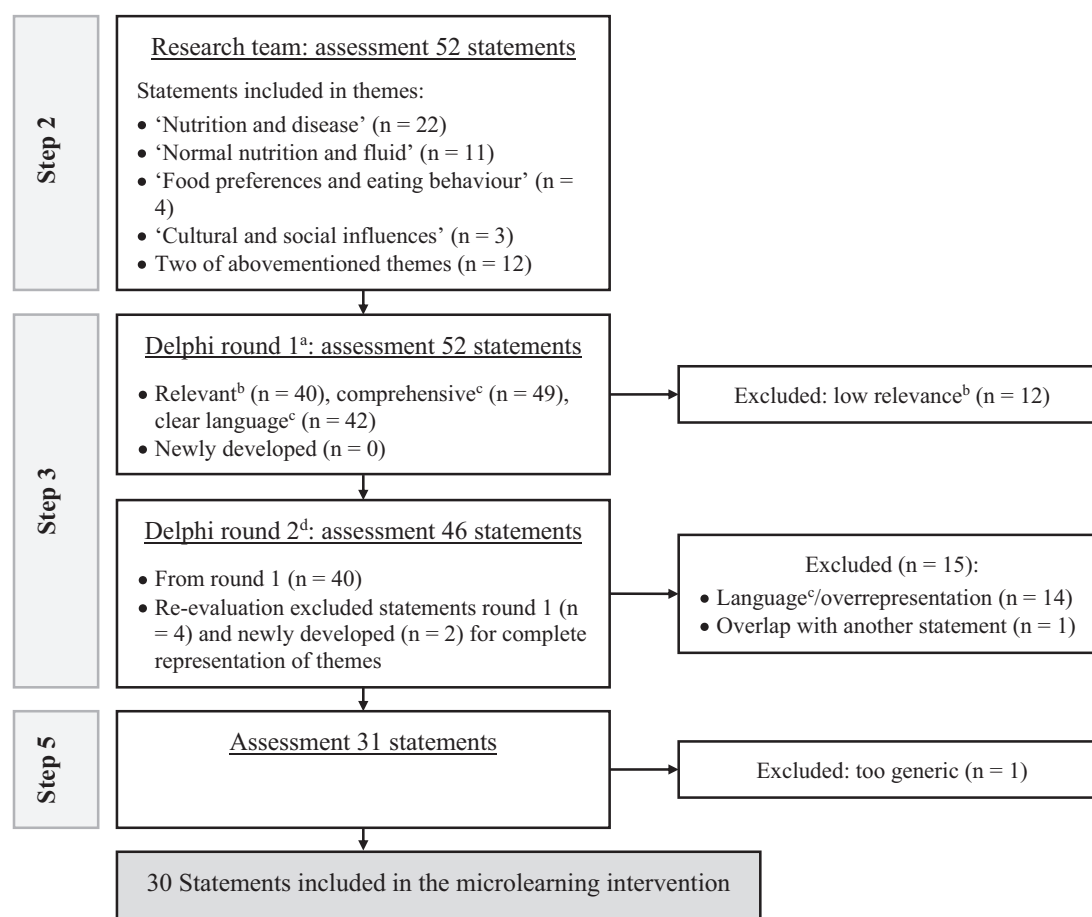 Step 2
Research team: assessment 52 statements
Statements included in themes:
• ‘Nutrition and disease’ (n = 22)
• ‘Normal nutrition and fluid’ (n = 11)
• ‘Food preferences and eating behaviour’ (n =
4)
• ‘Cultural and social influences’ (n = 3)
• Two of abovementioned themes (n = 12)
Step 3
Delphi round 1ᵃ: assessment 52 statements
• Relevantᵇ (n = 40), comprehensiveᶜ (n = 49),
clear languageᶜ (n = 42)
• Newly developed (n = 0)
Excluded: low relevanceᵇ (n = 12)
Delphi round 2ᵈ: assessment 46 statements
• From round 1 (n = 40)
• Re-evaluation excluded statements round 1 (n
= 4) and newly developed (n = 2) for complete
representation of themes
Excluded (n = 15):
• Languageᶜ/overrepresentation (n = 14)
• Overlap with another statement (n = 1)
Step 5
Assessment 31 statements
Excluded: too generic (n = 1)
30 Statements included in the microlearning intervention